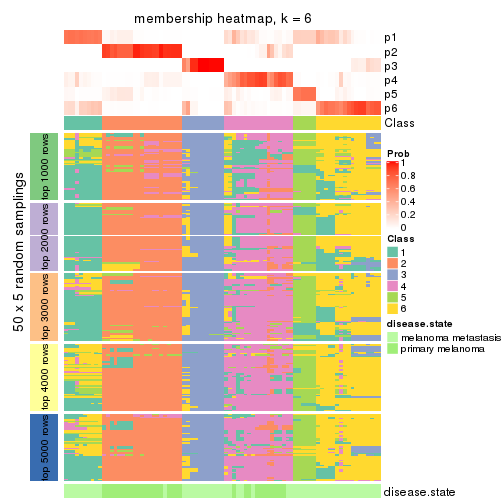 membership heatmap, k = 6
p1
p2
p3
p4
p5
p6
Class
50 x 5 random samplings
top 1000 rows
top 2000 rows
top 3000 rows
top 4000 rows
top 5000 rows
Prob
1
0.8
0.6
0.4
0.2
0
Class
1
2
3
4
5
6
disease.state
melanoma metastasis
primary melanoma
disease.state